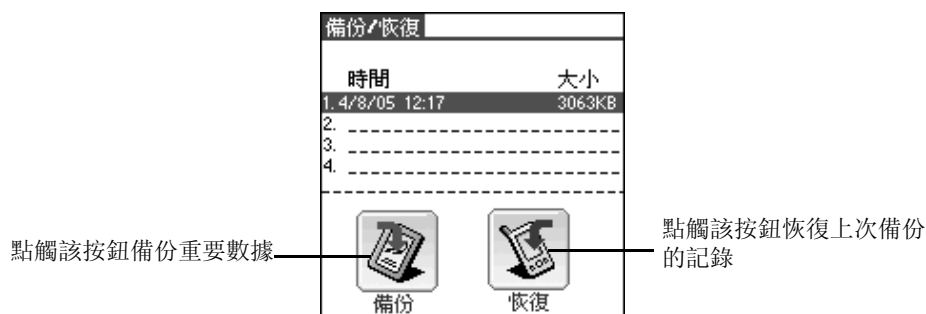 備份/恢復
時間 大小
1. 4/8/05 12:17 3063KB
2.
3.
4.
點觸該按鈕備份重要數據
點觸該按鈕恢復上次備份
的記錄
備份 恢復